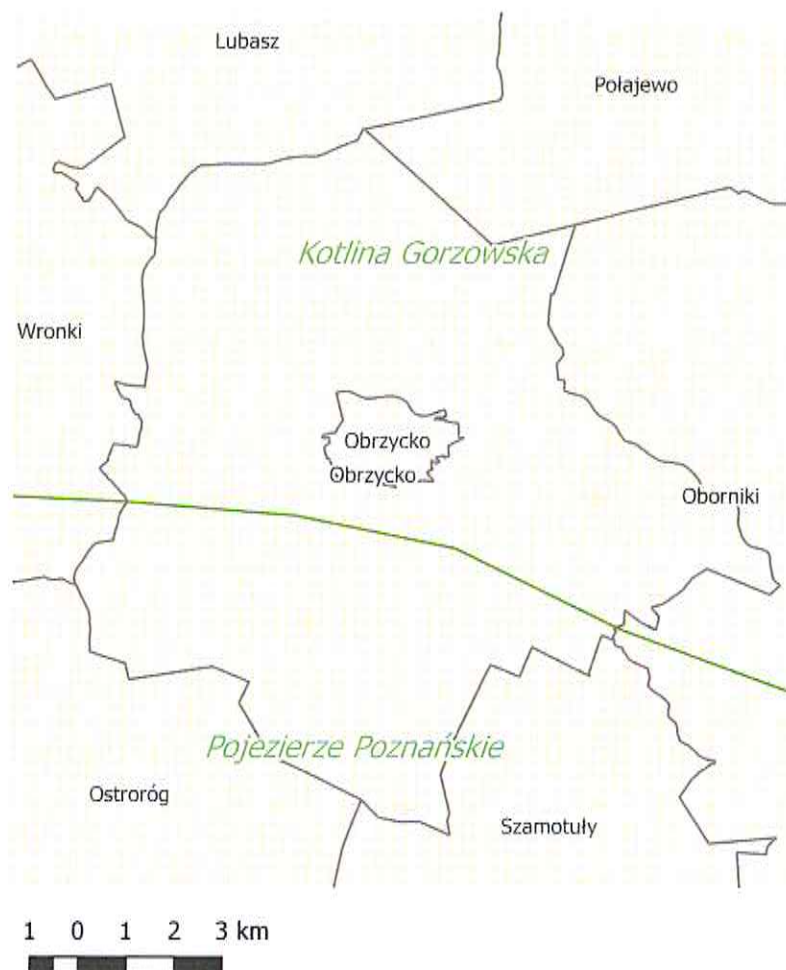 Lubasz
Połajewo
Kotlina Gorzowska
Wronki
Obrzycko
Obrzycko
Oborniki
Pojezierze Poznańskie
Ostroróg
Szamotuły
1 0 1 2 3 km